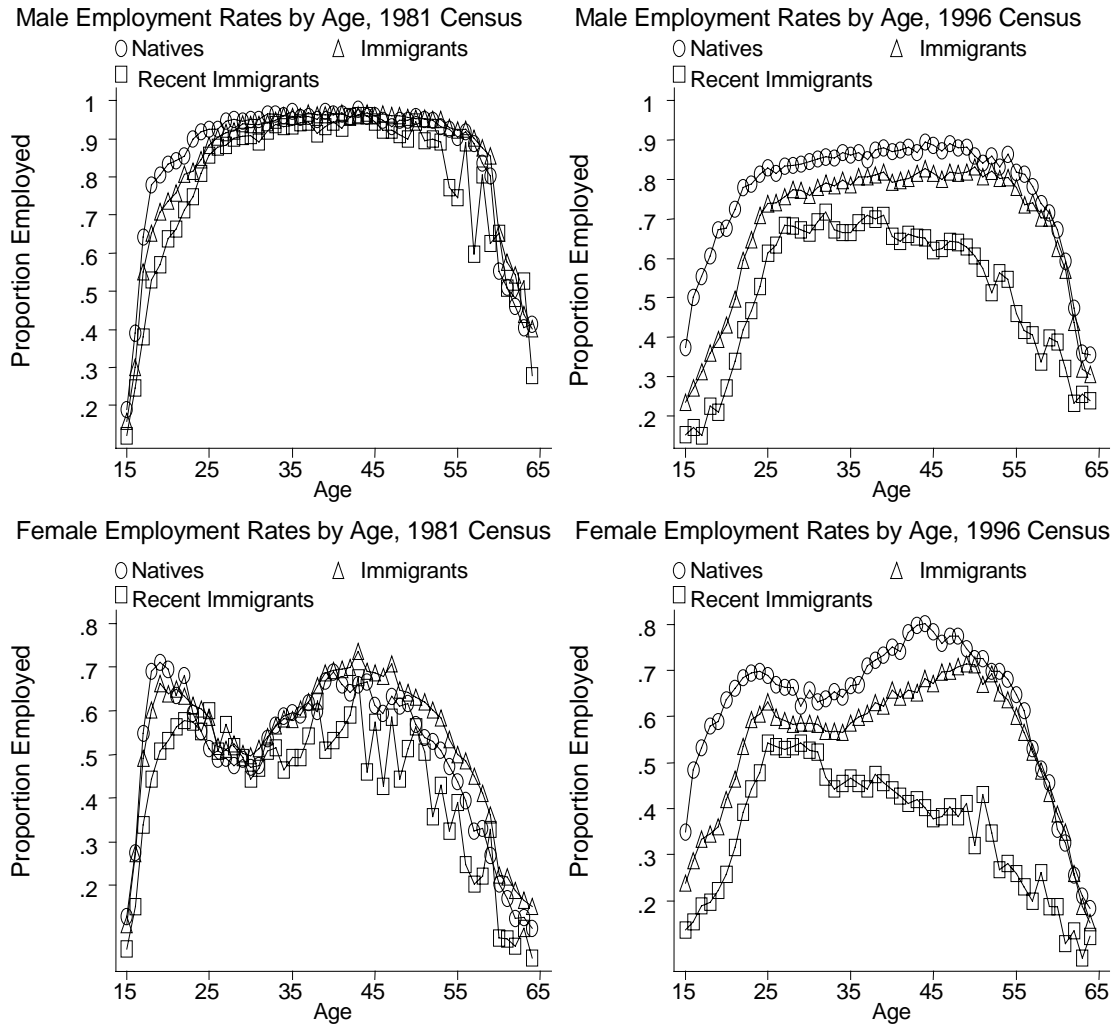 Male Employment Rates by Age, 1981 Census
Natives Immigrants
Recent Immigrants
Proportion Employed
1
.9
.8
.7
.6
.5
.4
.3
.2
15 25 35 45 55 65
Age
Male Employment Rates by Age, 1996 Census
Natives Immigrants
Recent Immigrants
Proportion Employed
1
.9
.8
.7
.6
.5
.4
.3
.2
15 25 35 45 55 65
Age
Female Employment Rates by Age, 1981 Census
Natives Immigrants
Recent Immigrants
Proportion Employed
.8
.7
.6
.5
.4
.3
.2
15 25 35 45 55 65
Age
Female Employment Rates by Age, 1996 Census
Natives Immigrants
Recent Immigrants
Proportion Employed
.8
.7
.6
.5
.4
.3
.2
15 25 35 45 55 65
Age